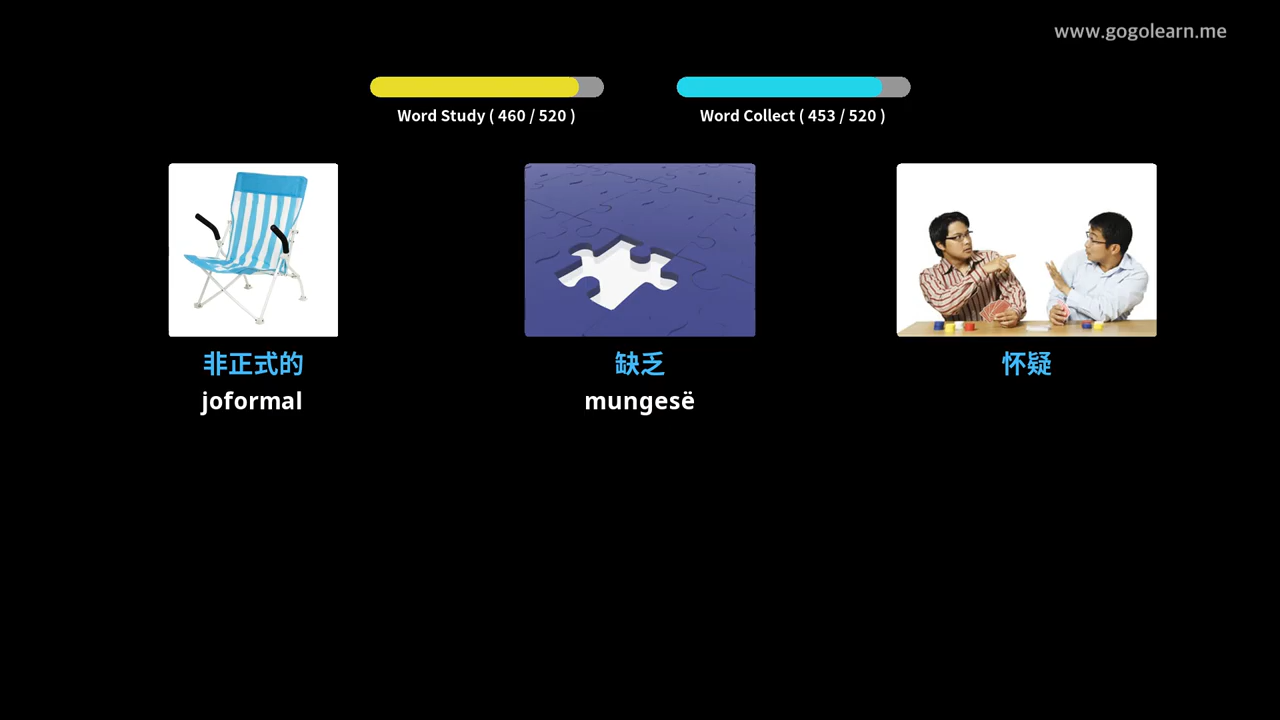 www.gogolearn.me
Word Study ( 460 / 520 )
Word Collect ( 453 / 520 )
非正式的
joformal
缺乏
mungesë
怀疑